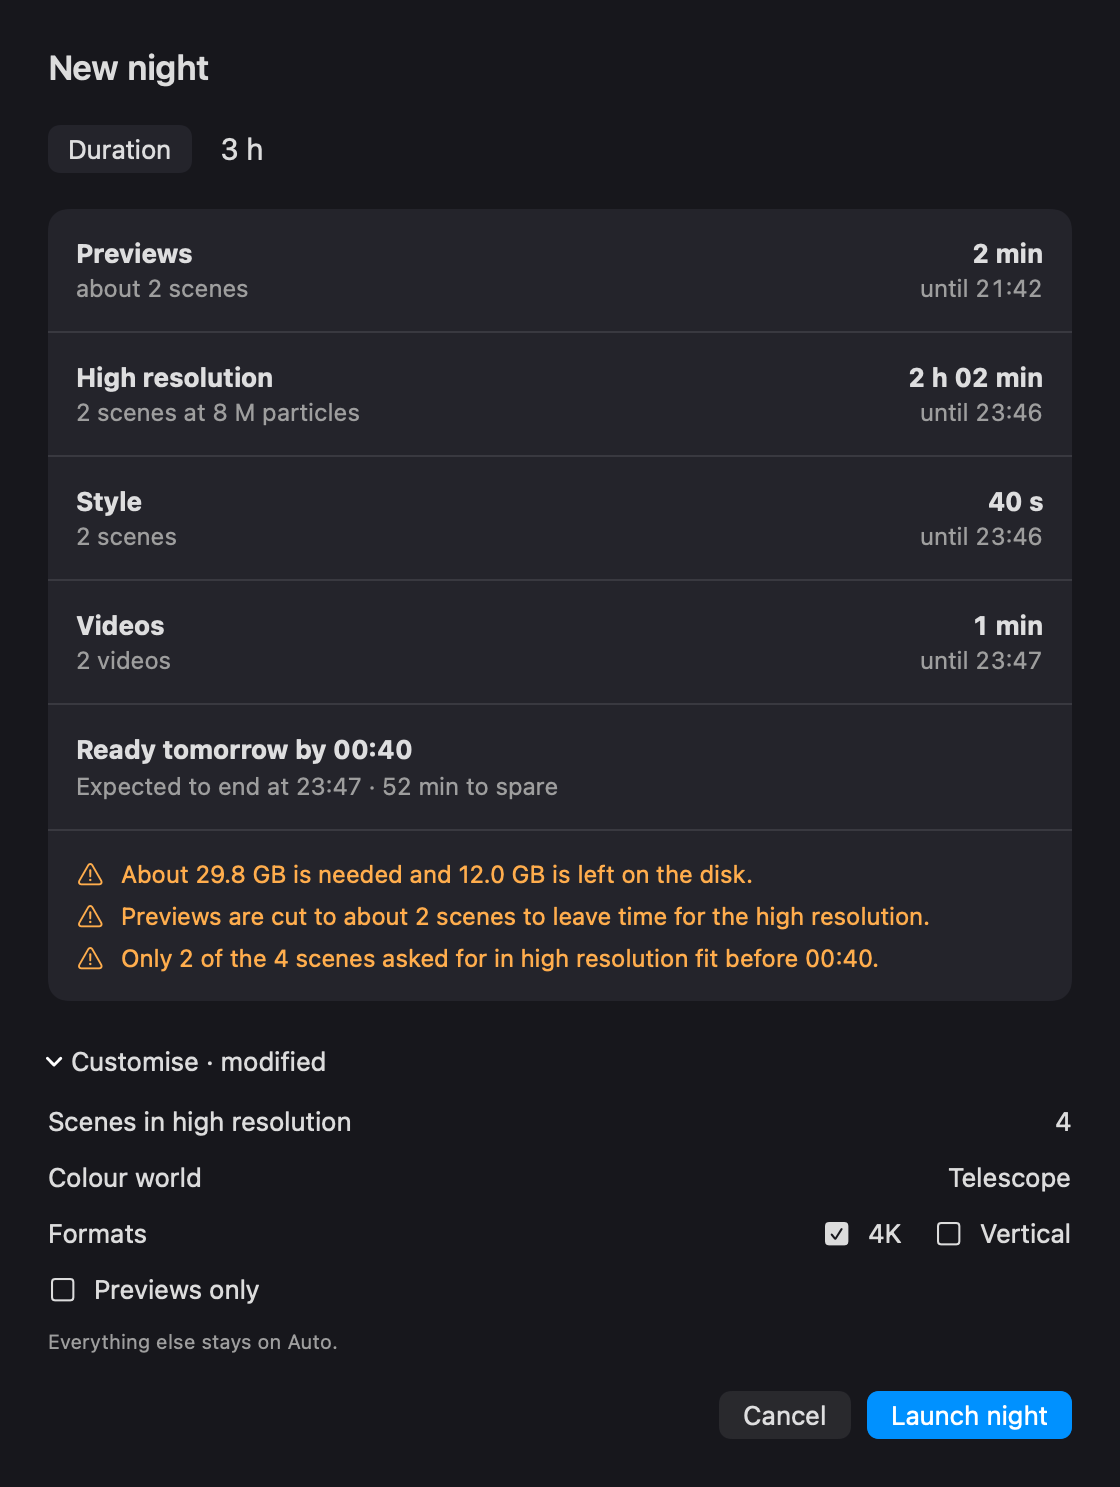 New night
Duration 3 h
Previews 2 min
about 2 scenes until 21:42
High resolution 2 h 02 min
2 scenes at 8 M particles until 23:46
Style 40 s
2 scenes until 23:46
Videos 1 min
2 videos until 23:47
Ready tomorrow by 00:40
Expected to end at 23:47 · 52 min to spare
About 29.8 GB is needed and 12.0 GB is left on the disk.
Previews are cut to about 2 scenes to leave time for the high resolution.
Only 2 of the 4 scenes asked for in high resolution fit before 00:40.
Customise · modified
Scenes in high resolution 4
Colour world Telescope
Formats 4K Vertical
Previews only
Everything else stays on Auto.
Cancel Launch night